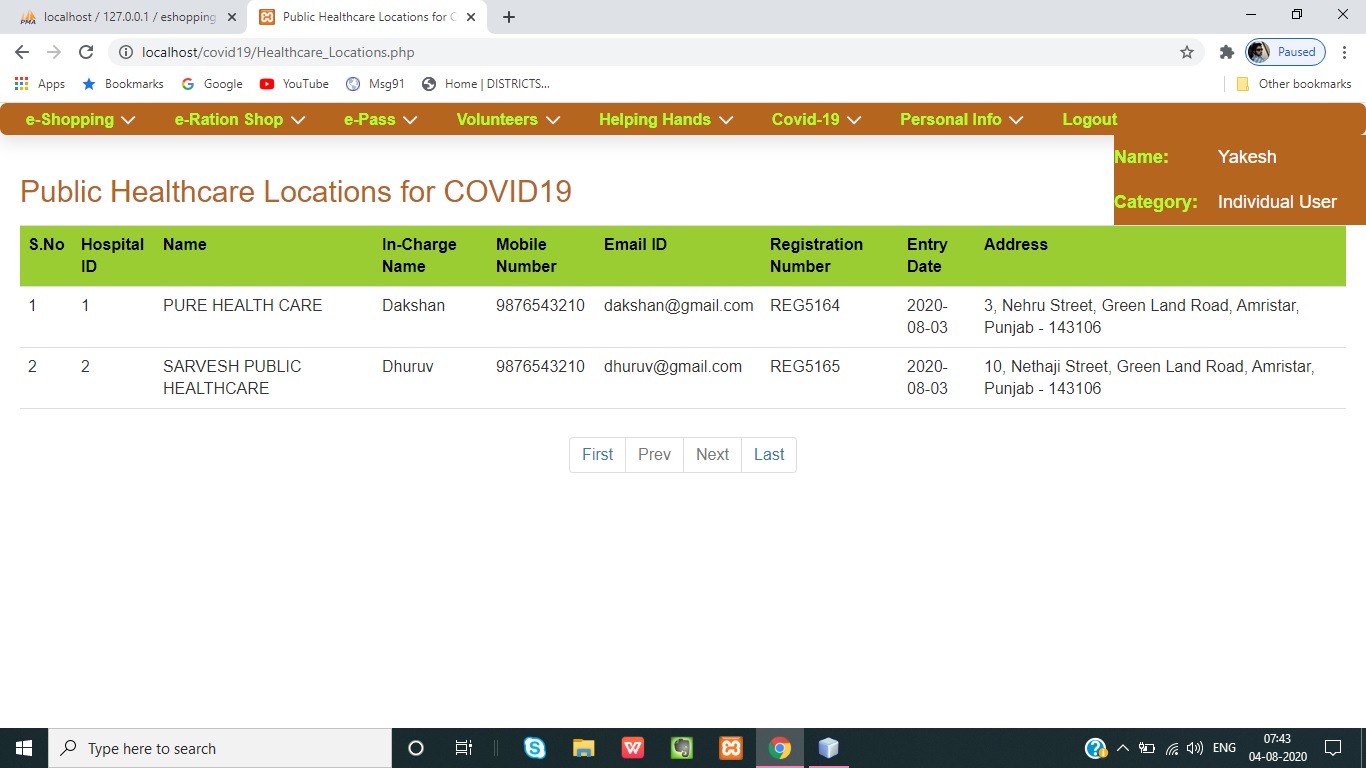 localhost / 127.0.0.1 / eshopping
Public Healthcare Locations for C
localhost/covid19/Healthcare_Locations.php
Paused
Apps Bookmarks Google YouTube Msg91 Home | DISTRICTS... Other bookmarks
e-Shopping e-Ration Shop e-Pass Volunteers Helping Hands Covid-19 Personal Info Logout
Name: Yakesh
Category: Individual User
Public Healthcare Locations for COVID19
S.No Hospital ID Name In-Charge Name Mobile Number Email ID Registration Number Entry Date Address
1 1 PURE HEALTH CARE Dakshan 9876543210 dakshan@gmail.com REG5164 2020-08-03 3, Nehru Street, Green Land Road, Amristar, Punjab - 143106
2 2 SARVESH PUBLIC HEALTHCARE Dhuruv 9876543210 dhuruv@gmail.com REG5165 2020-08-03 10, Nethaji Street, Green Land Road, Amristar, Punjab - 143106
First Prev Next Last
Type here to search
ENG
07:43
04-08-2020